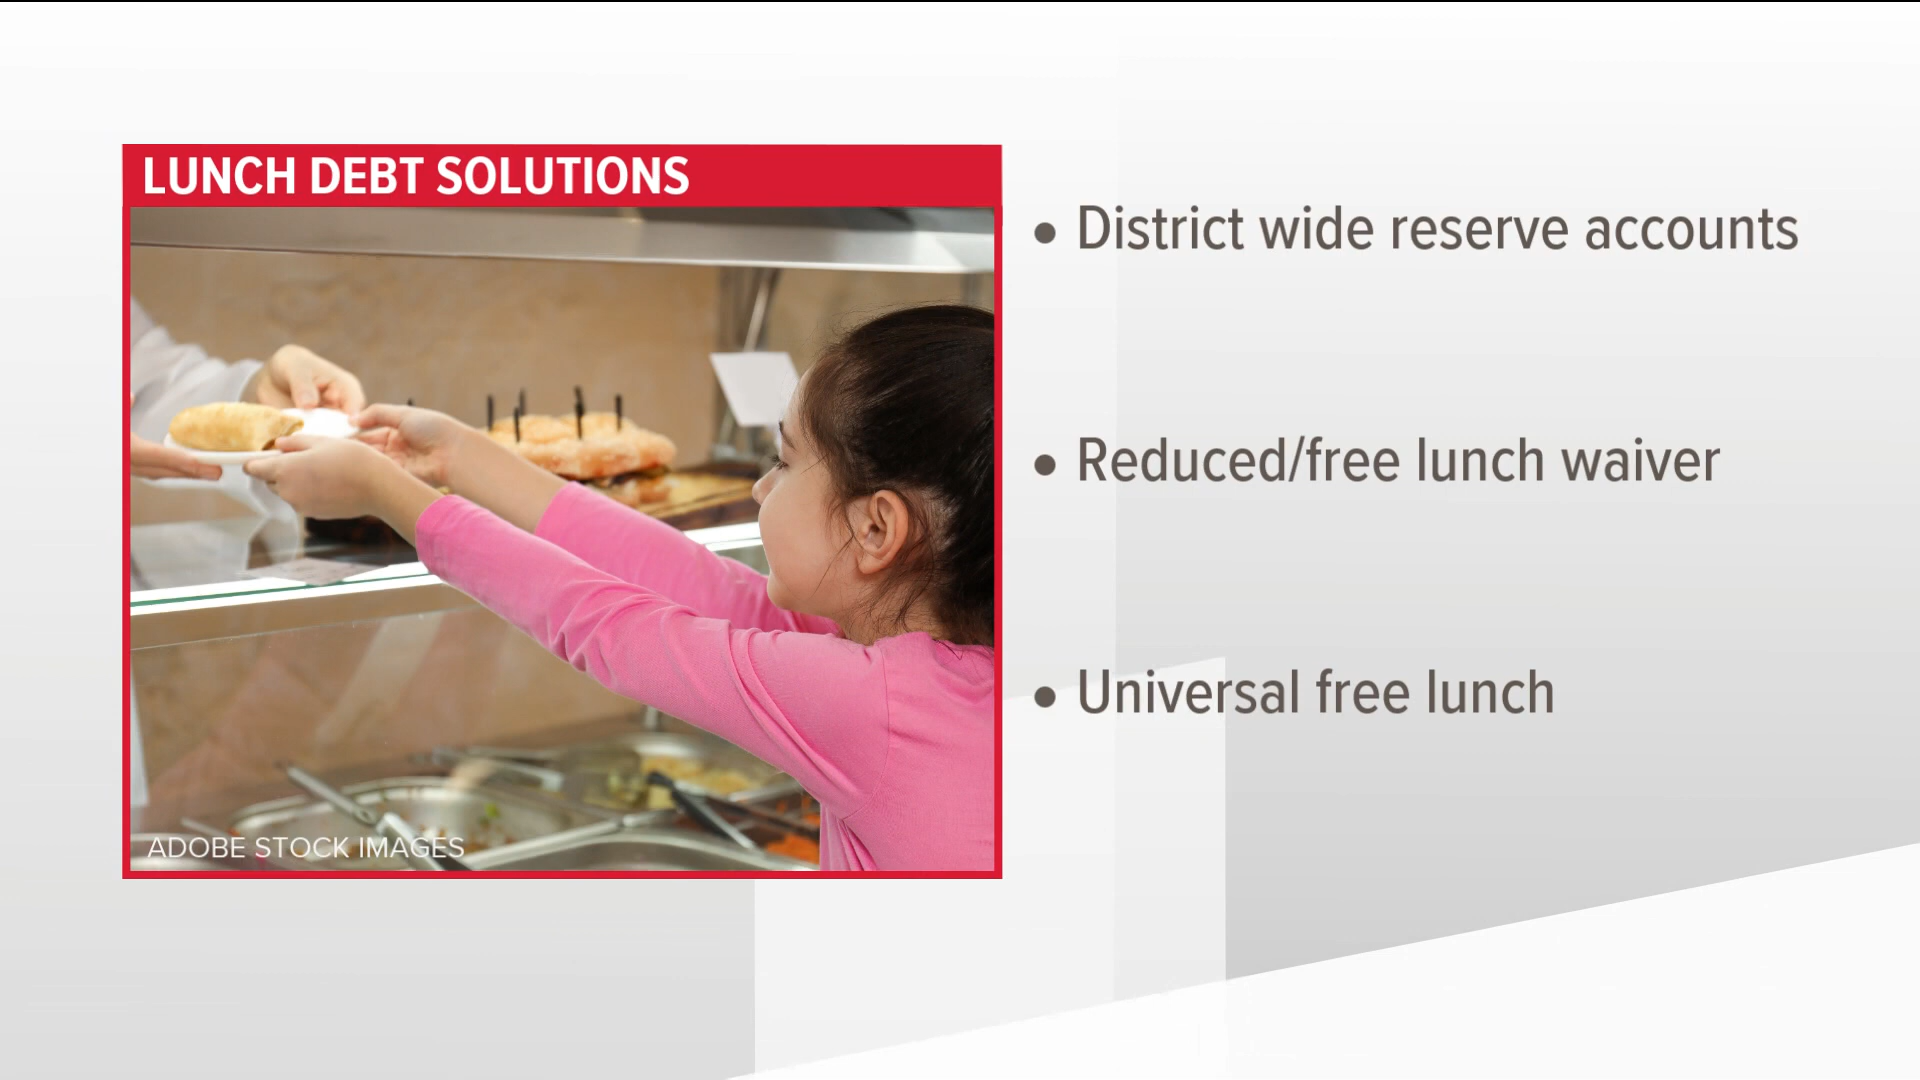 LUNCH DEBT SOLUTIONS
• District wide reserve accounts
• Reduced/free lunch waiver
• Universal free lunch
ADOBE STOCK IMAGES